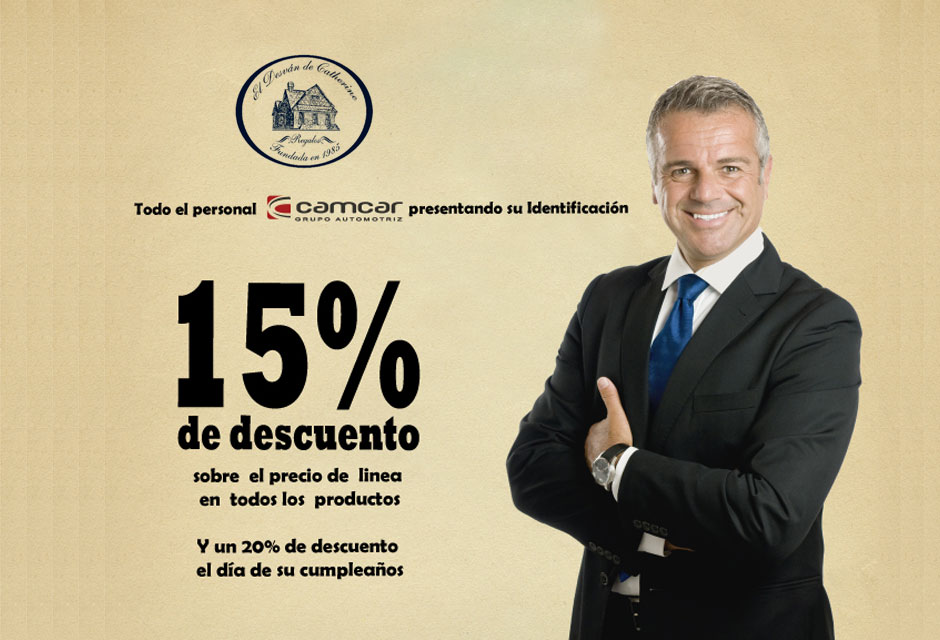 El Desván de Catherine
Regalos
Fundada en 1985
Todo el personal camcar presentando su Identificación
GRUPO AUTOMOTRIZ
15%
de descuento
sobre el precio de linea
en todos los productos
Y un 20% de descuento
el día de su cumpleaños